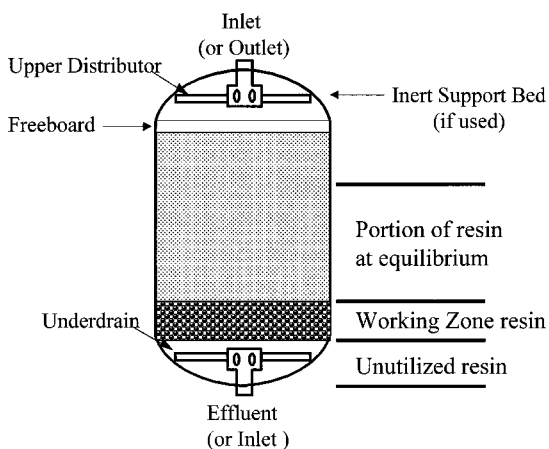 Inlet
(or Outlet)
Upper Distributor
Inert Support Bed
(if used)
Freeboard
Portion of resin
at equilibrium
Working Zone resin
Underdrain
Unutilized resin
Effluent
(or Inlet )